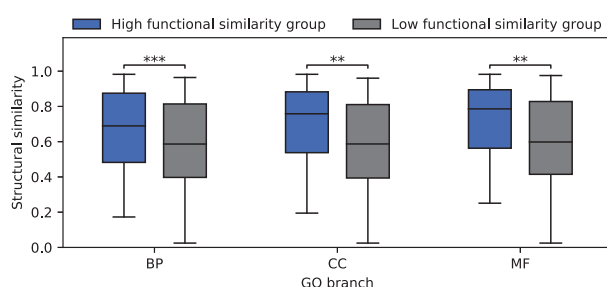 High functional similarity group Low functional similarity group
*** ** **
1.0
0.8
0.6
0.4
0.2
0.0
Structural similarity
BP CC MF
GO branch